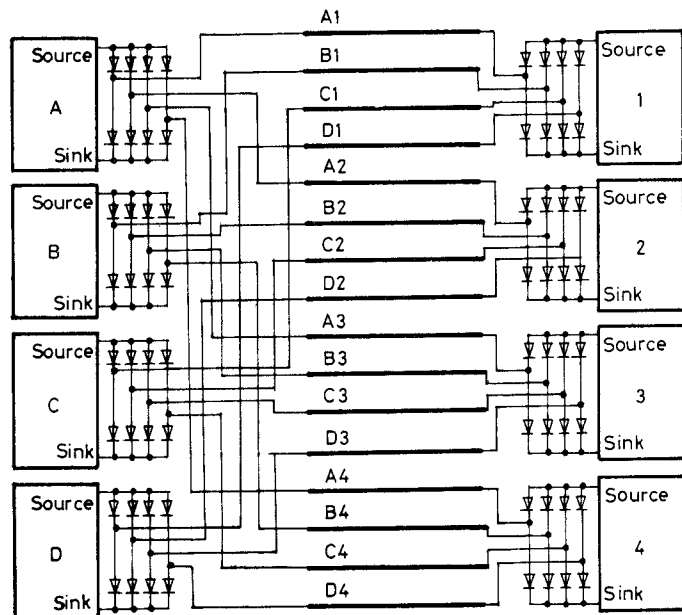 Source
A
Sink
Source
B
Sink
Source
C
Sink
Source
D
Sink
A1
B1
C1
D1
A2
B2
C2
D2
A3
B3
C3
D3
A4
B4
C4
D4
Source
1
Sink
Source
2
Sink
Source
3
Sink
Source
4
Sink